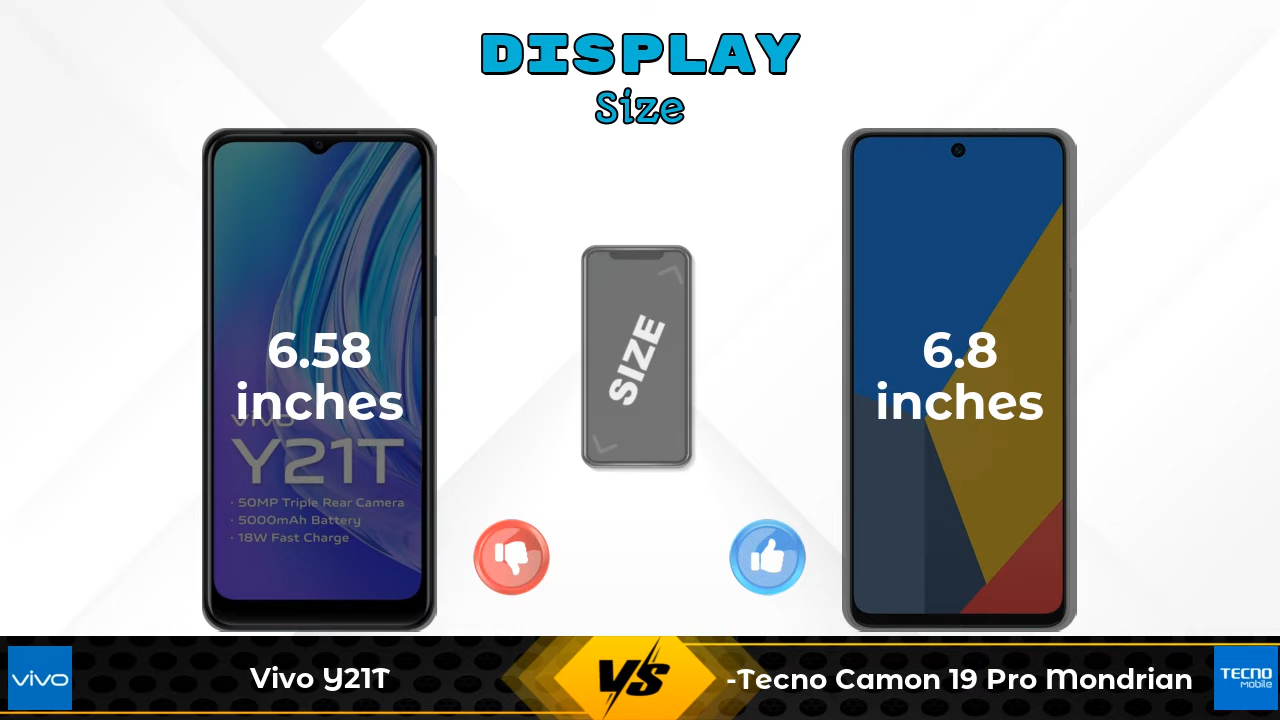 DISPLAY
Size
6.58
inches
vivo
Y21T
· 50MP Triple Rear Camera
· 5000mAh Battery
· 18W Fast Charge
SIZE
6.8
inches
vivo
Vivo Y21T
VS
-Tecno Camon 19 Pro Mondrian
TECNO
mobile